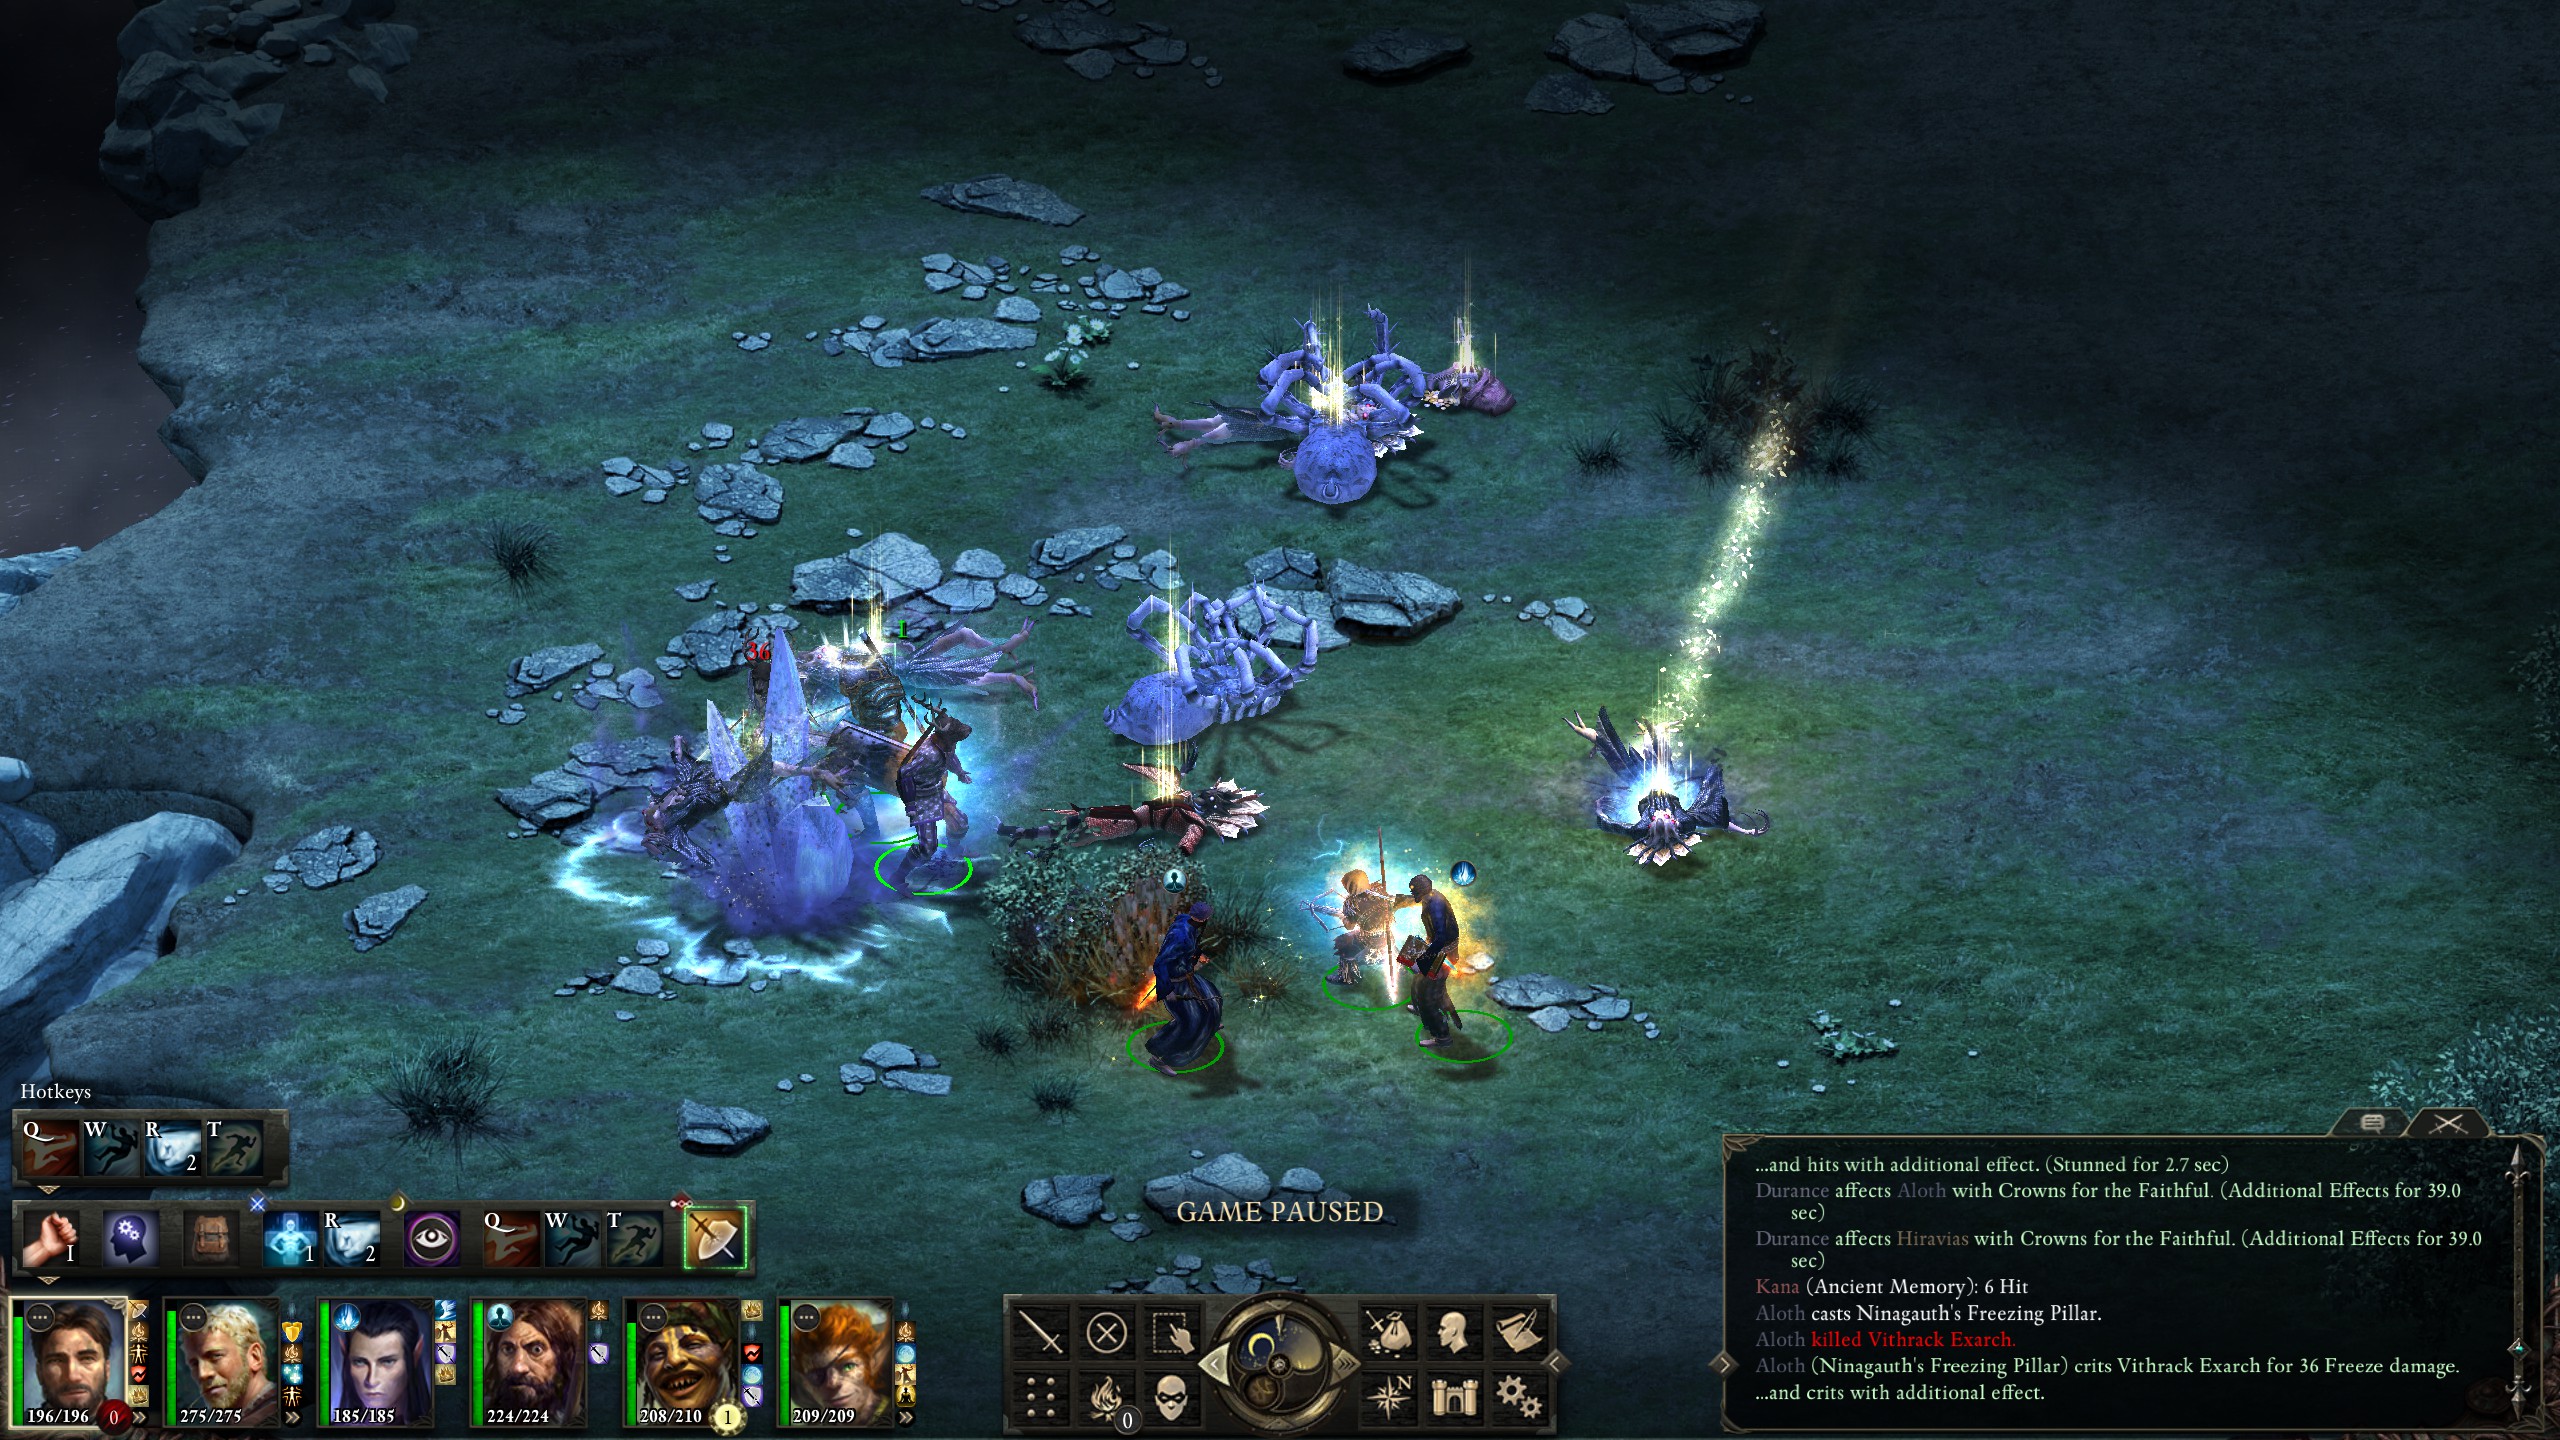 36
1
Hotkeys
Q W R T
2
R Q W T
1 1 2
GAME PAUSED
196/196 0 275/275 185/185 224/224 208/210 1 209/209
N
0
...and hits with additional effect. (Stunned for 2.7 sec)
Durance affects Aloth with Crowns for the Faithful. (Additional Effects for 39.0
sec)
Durance affects Hiravias with Crowns for the Faithful. (Additional Effects for 39.0
sec)
Kana (Ancient Memory): 6 Hit
Aloth casts Ninagauth's Freezing Pillar.
Aloth killed Vithrack Exarch.
Aloth (Ninagauth's Freezing Pillar) crits Vithrack Exarch for 36 Freeze damage.
...and crits with additional effect.